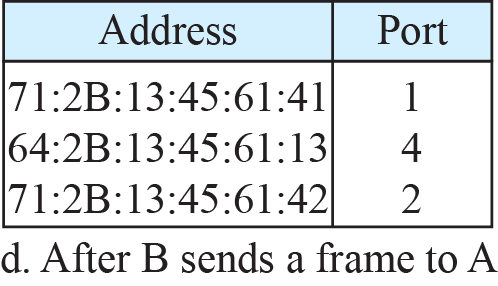 Address Port
71:2B:13:45:61:41 1
64:2B:13:45:61:13 4
71:2B:13:45:61:42 2
d. After B sends a frame to A